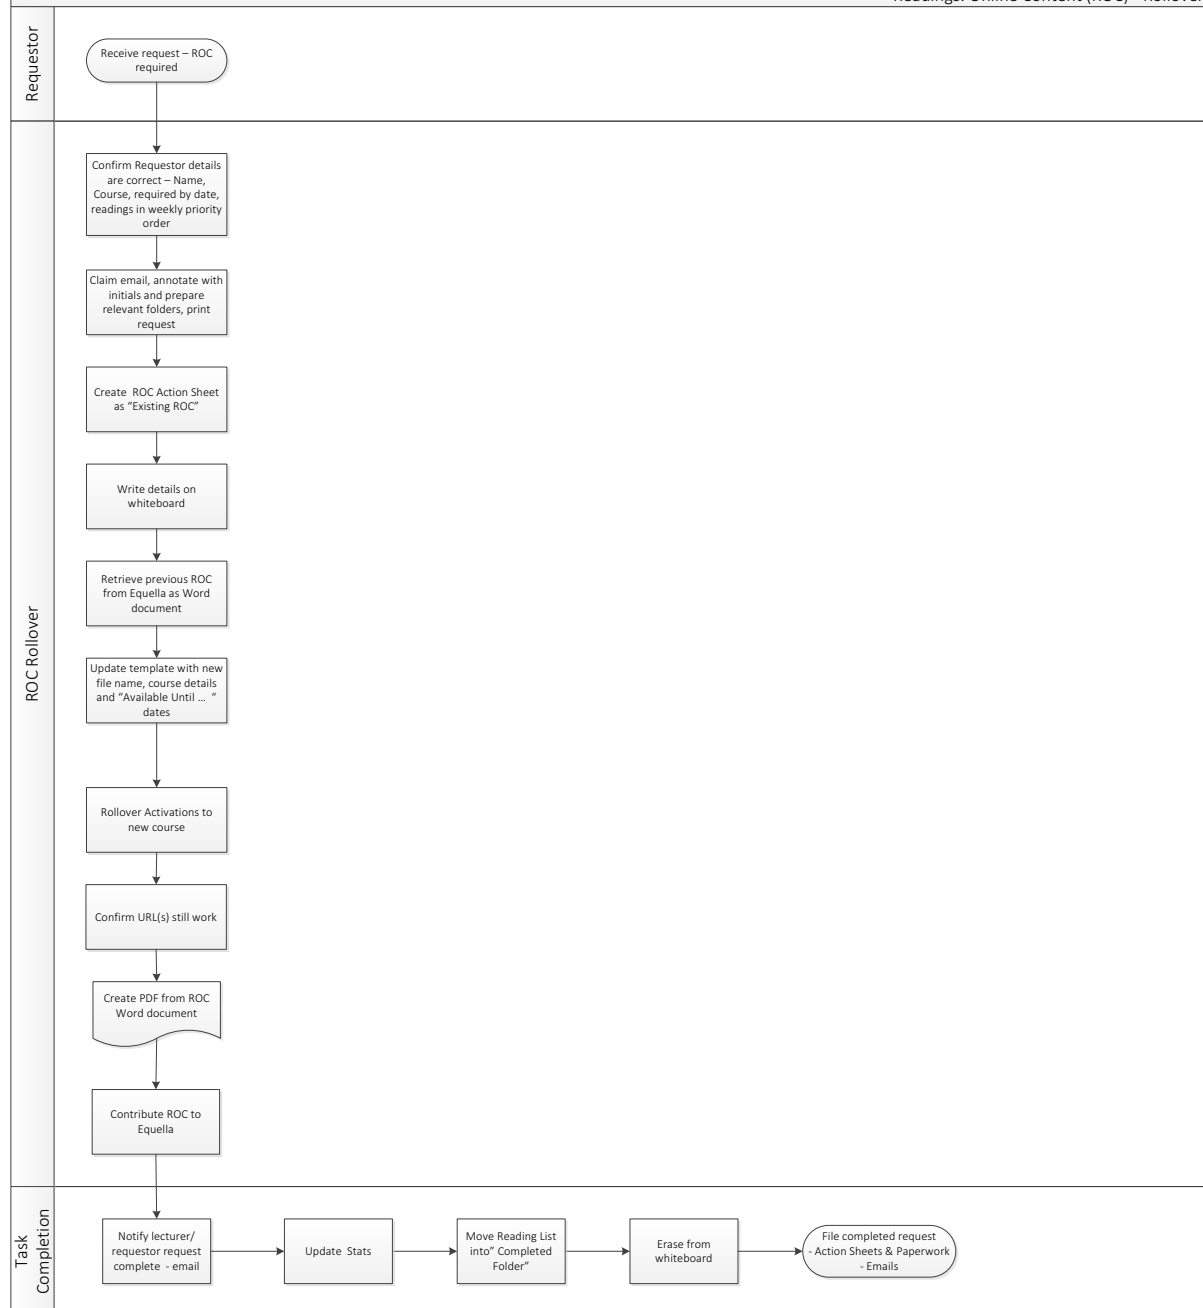 Readings: Online Content (ROC) - Rollover
Requestor
Receive request – ROC
required
ROC Rollover
Confirm Requestor details
are correct – Name,
Course, required by date,
readings in weekly priority
order
Claim email, annotate with
initials and prepare
relevant folders, print
request
Create  ROC Action Sheet
as “Existing ROC”
Write details on
whiteboard
Retrieve previous ROC
from Equella as Word
document
Update template with new
file name, course details
and “Available Until …  “
dates
Rollover Activations to
new course
Confirm URL(s) still work
Create PDF from ROC
Word document
Contribute ROC to
Equella
Task
Completion
Notify lecturer/
requestor request
complete  - email
Update  Stats
Move Reading List
into” Completed
Folder”
Erase from
whiteboard
File completed request
- Action Sheets & Paperwork
- Emails